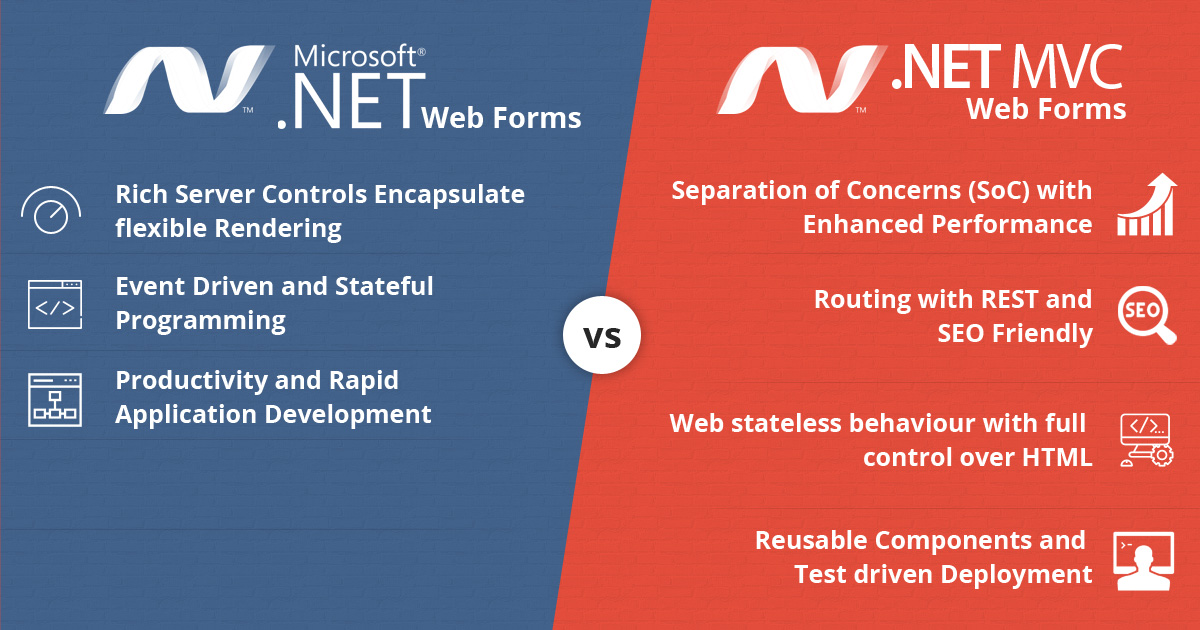 Microsoft®
.NET Web Forms
™
Rich Server Controls Encapsulate
flexible Rendering
</>
Event Driven and Stateful
Programming
Productivity and Rapid
Application Development
vs
.NET MVC
™
Web Forms
Separation of Concerns (SoC) with
Enhanced Performance
Routing with REST and
SEO Friendly
SEO
Web stateless behaviour with full
control over HTML
</>...
Reusable Components and
Test driven Deployment
>-